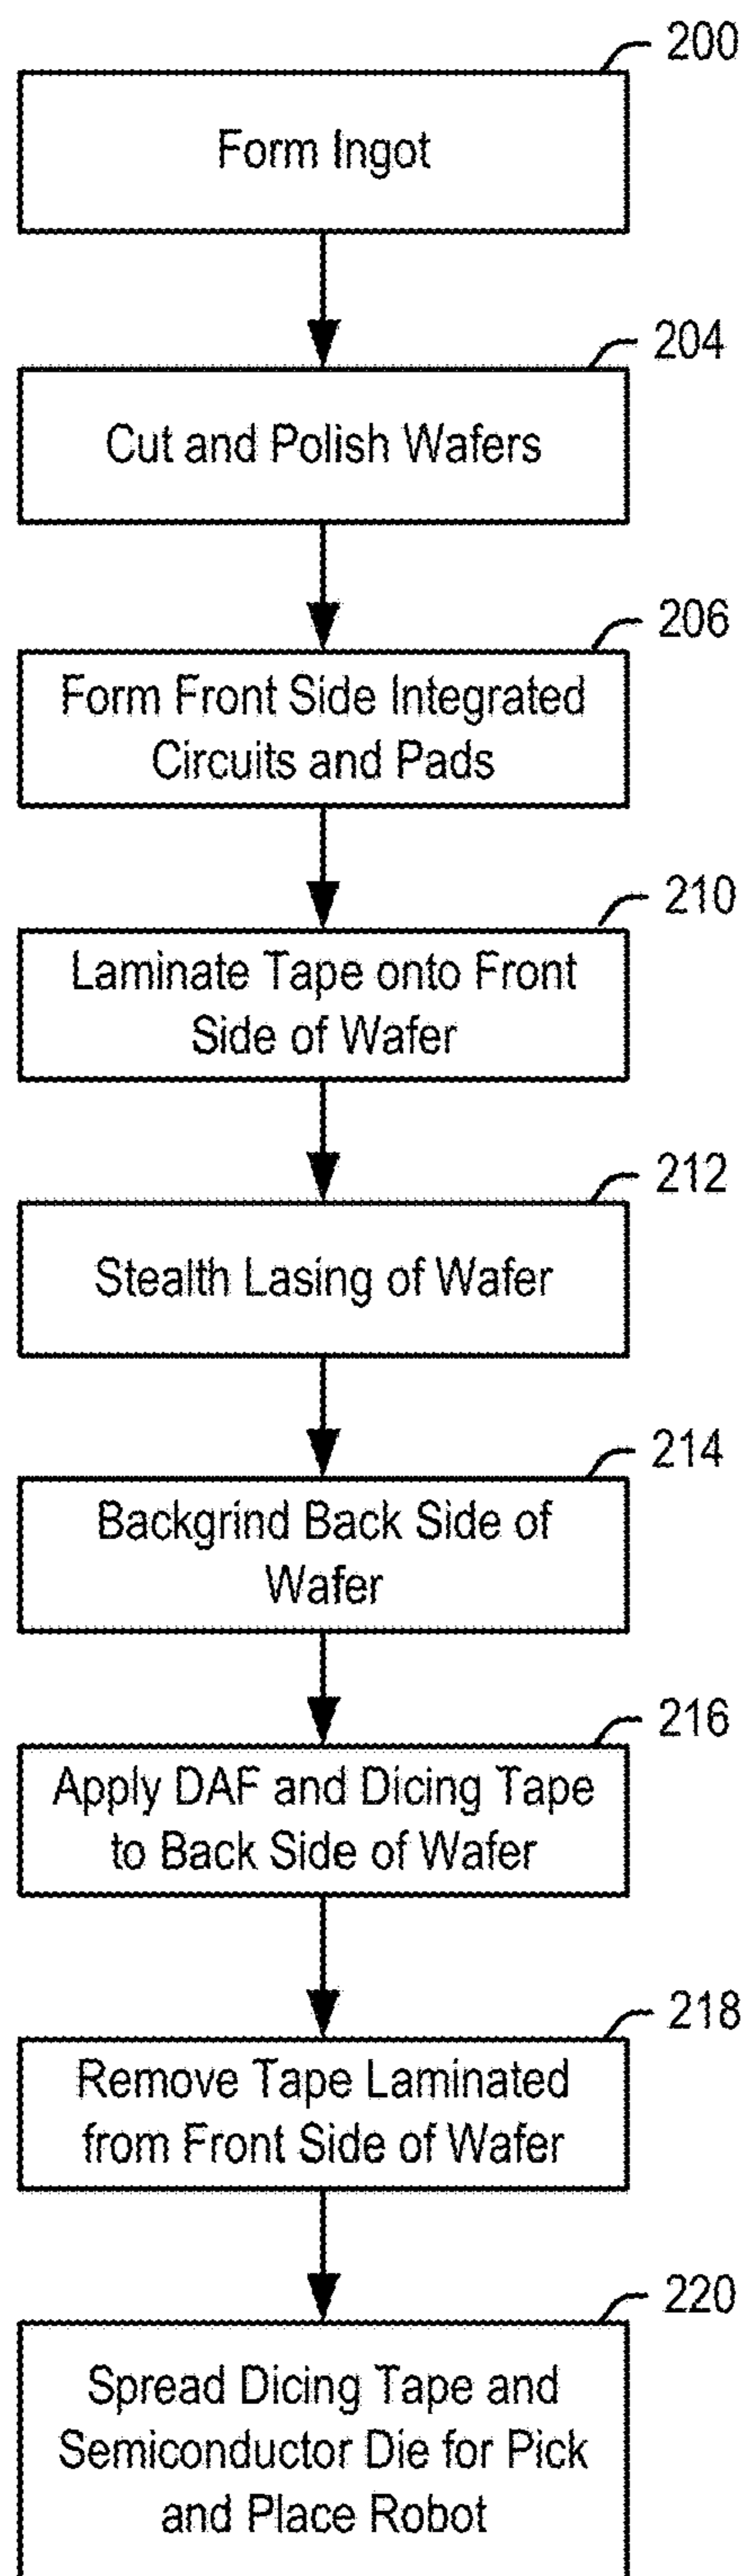 200
Form Ingot
204
Cut and Polish Wafers
206
Form Front Side Integrated
Circuits and Pads
210
Laminate Tape onto Front
Side of Wafer
212
Stealth Lasing of Wafer
214
Backgrind Back Side of
Wafer
216
Apply DAF and Dicing Tape
to Back Side of Wafer
218
Remove Tape Laminated
from Front Side of Wafer
220
Spread Dicing Tape and
Semiconductor Die for Pick
and Place Robot